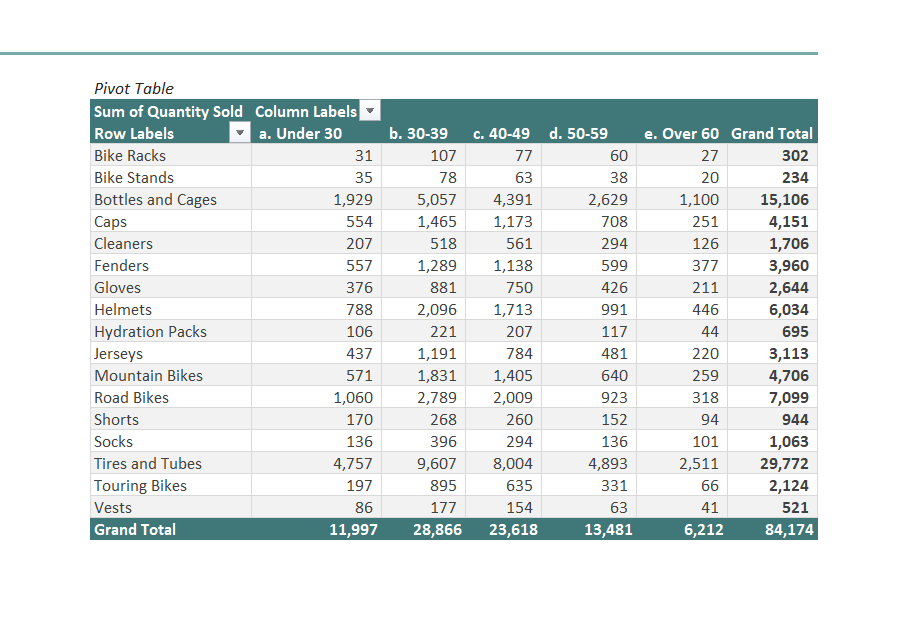 Pivot Table
Sum of Quantity Sold Column Labels
Row Labels a. Under 30 b. 30-39 c. 40-49 d. 50-59 e. Over 60 Grand Total
Bike Racks 31 107 77 60 27 302
Bike Stands 35 78 63 38 20 234
Bottles and Cages 1,929 5,057 4,391 2,629 1,100 15,106
Caps 554 1,465 1,173 708 251 4,151
Cleaners 207 518 561 294 126 1,706
Fenders 557 1,289 1,138 599 377 3,960
Gloves 376 881 750 426 211 2,644
Helmets 788 2,096 1,713 991 446 6,034
Hydration Packs 106 221 207 117 44 695
Jerseys 437 1,191 784 481 220 3,113
Mountain Bikes 571 1,831 1,405 640 259 4,706
Road Bikes 1,060 2,789 2,009 923 318 7,099
Shorts 170 268 260 152 94 944
Socks 136 396 294 136 101 1,063
Tires and Tubes 4,757 9,607 8,004 4,893 2,511 29,772
Touring Bikes 197 895 635 331 66 2,124
Vests 86 177 154 63 41 521
Grand Total 11,997 28,866 23,618 13,481 6,212 84,174